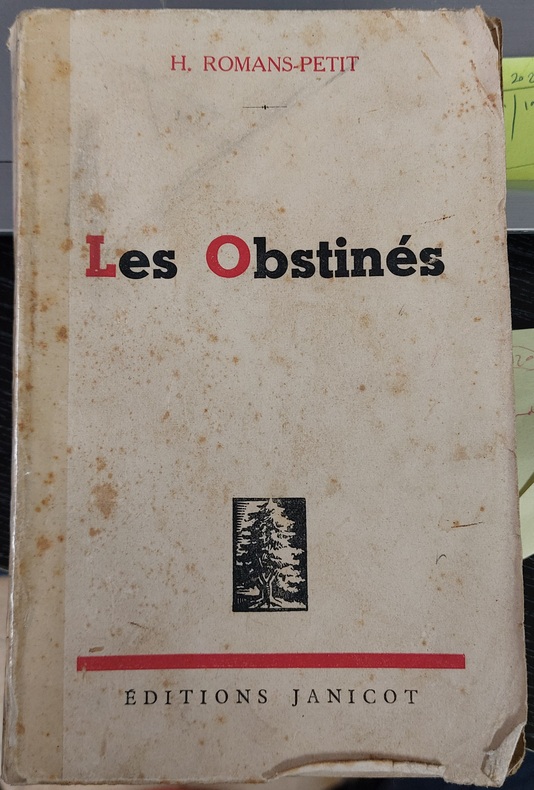 H. ROMANS-PETIT
Les Obstinés
ÉDITIONS JANICOT